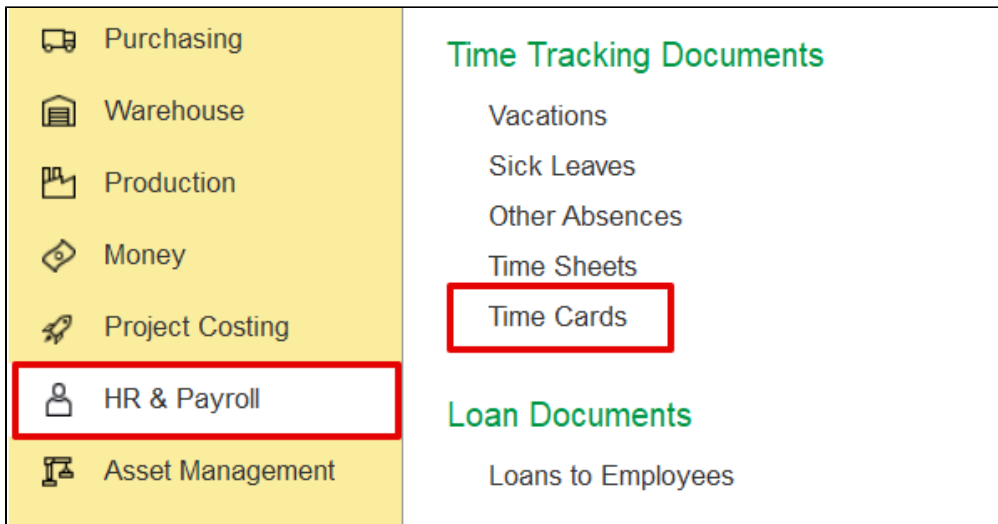 Purchasing
Warehouse
Production
Money
Project Costing
HR & Payroll
Asset Management
Time Tracking Documents
Vacations
Sick Leaves
Other Absences
Time Sheets
Time Cards
Loan Documents
Loans to Employees